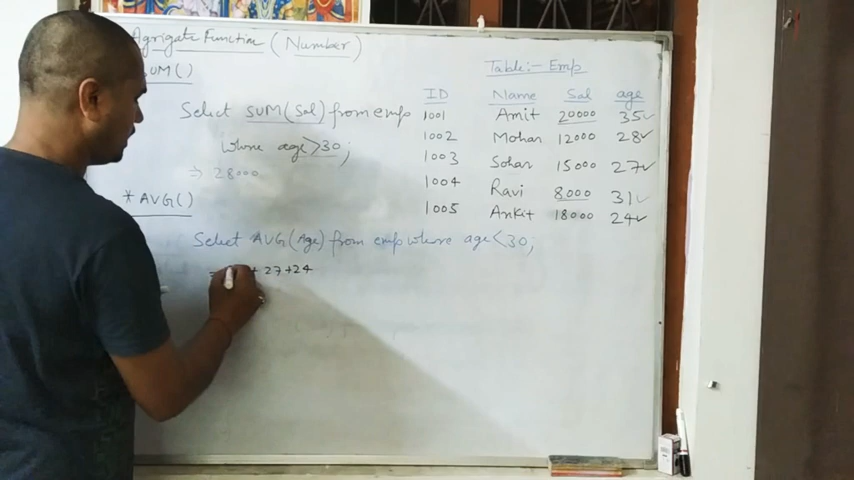 Agrigate Function (Number)
SUM()
Select SUM(Sal) from emp
where age>30;
⇒ 28000
* AVG()
Select AVG(Age) from emp where age<30;
+ 27+24
Table:- Emp
ID Name Sal age
1001 Amit 20000 35✓
1002 Mohan 12000 28✓
1003 Sohan 15000 27✓
1004 Ravi 8000 31✓
1005 Ankit 18000 24✓